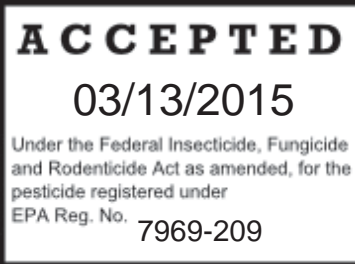 ACCEPTED
03/13/2015
Under the Federal Insecticide, Fungicide
and Rodenticide Act as amended, for the
pesticide registered under
EPA Reg. No. 7969-209